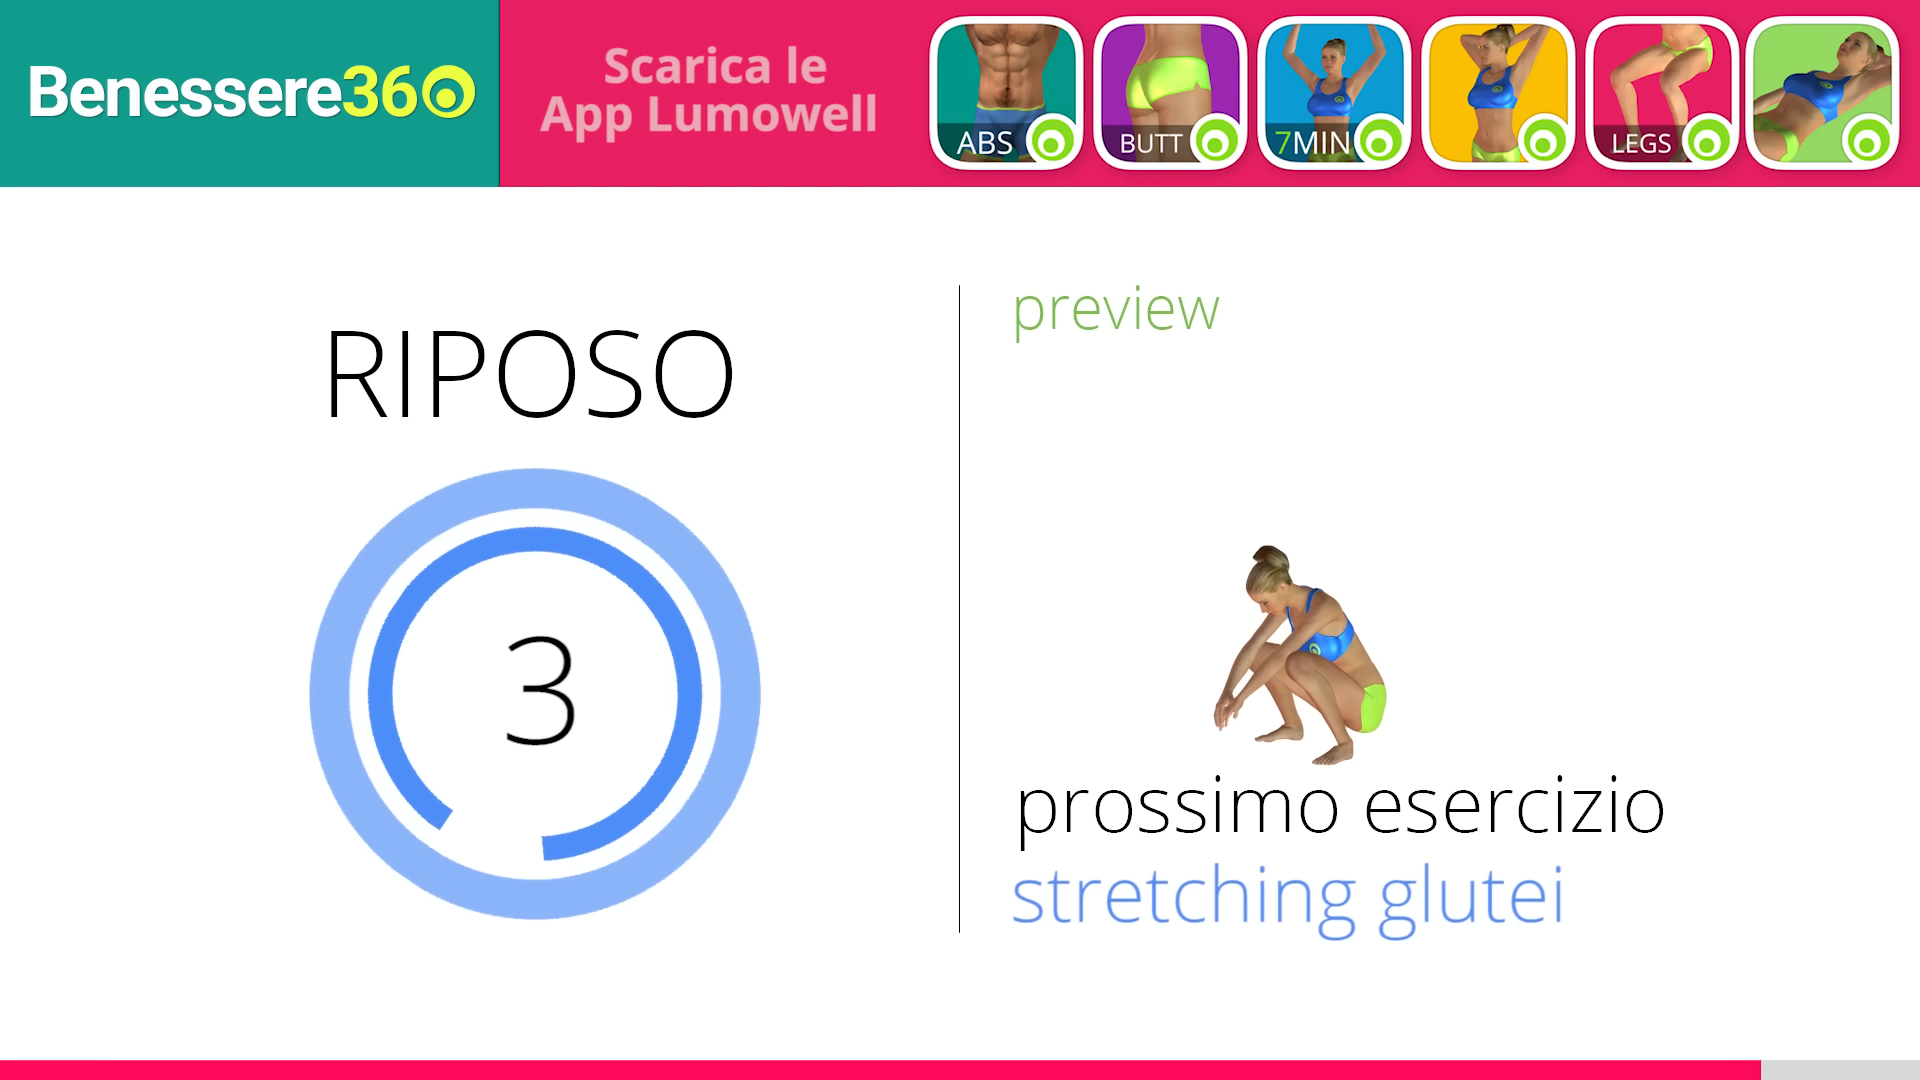 Benessere360
Scarica le
App Lumowell
ABS
BUTT
7MIN
LEGS
RIPOSO
3
preview
prossimo esercizio
stretching glutei